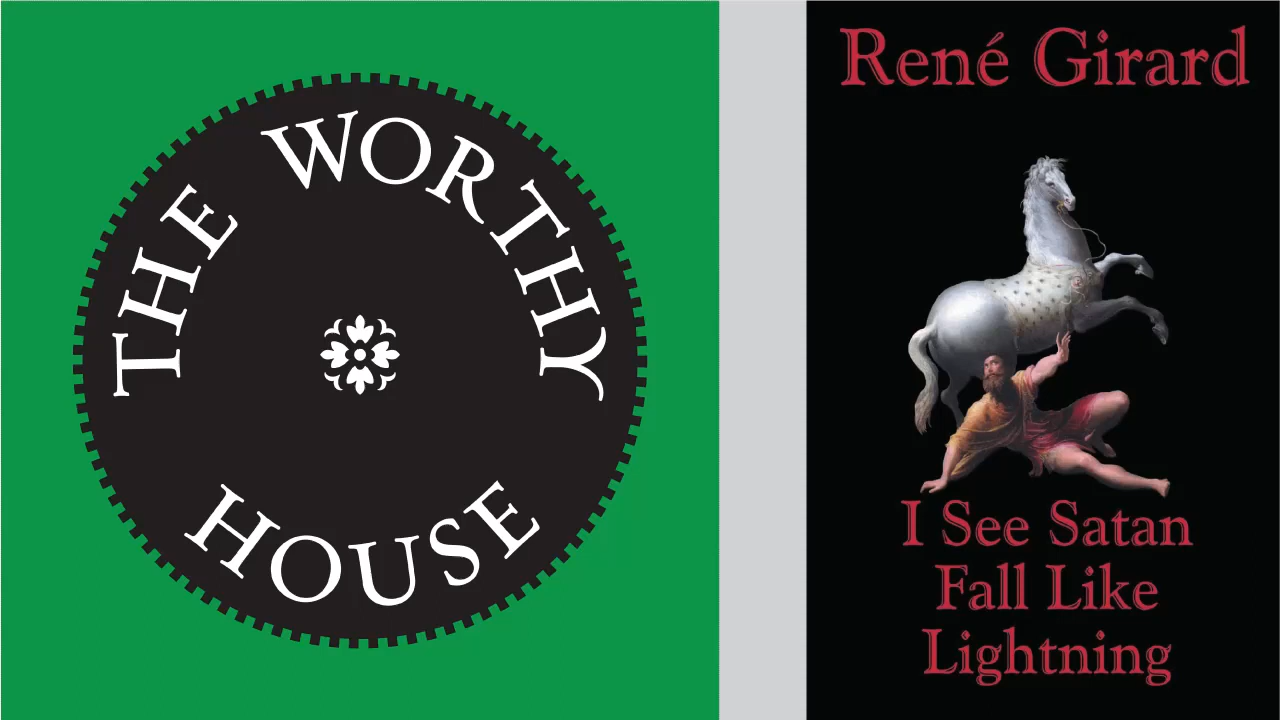 THE WORTHY
HOUSE
René Girard
I See Satan
Fall Like
Lightning